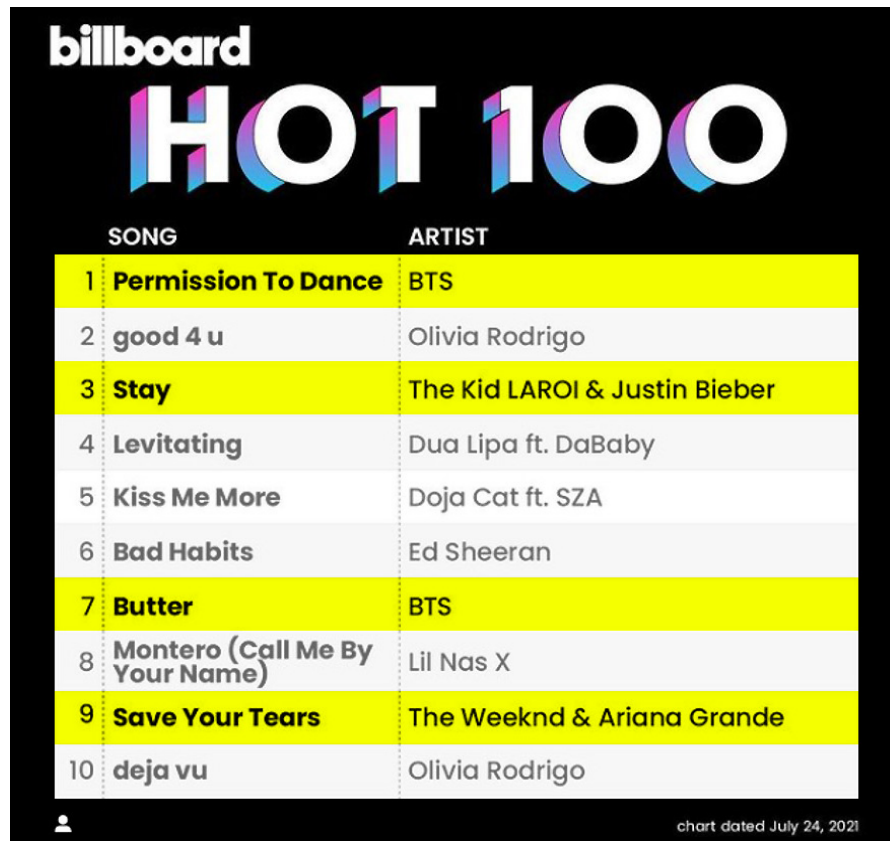 billboard
HOT 100
SONG ARTIST
1 Permission To Dance BTS
2 good 4 u Olivia Rodrigo
3 Stay The Kid LAROI & Justin Bieber
4 Levitating Dua Lipa ft. DaBaby
5 Kiss Me More Doja Cat ft. SZA
6 Bad Habits Ed Sheeran
7 Butter BTS
8 Montero (Call Me By
Your Name) Lil Nas X
9 Save Your Tears The Weeknd & Ariana Grande
10 deja vu Olivia Rodrigo
chart dated July 24, 2021